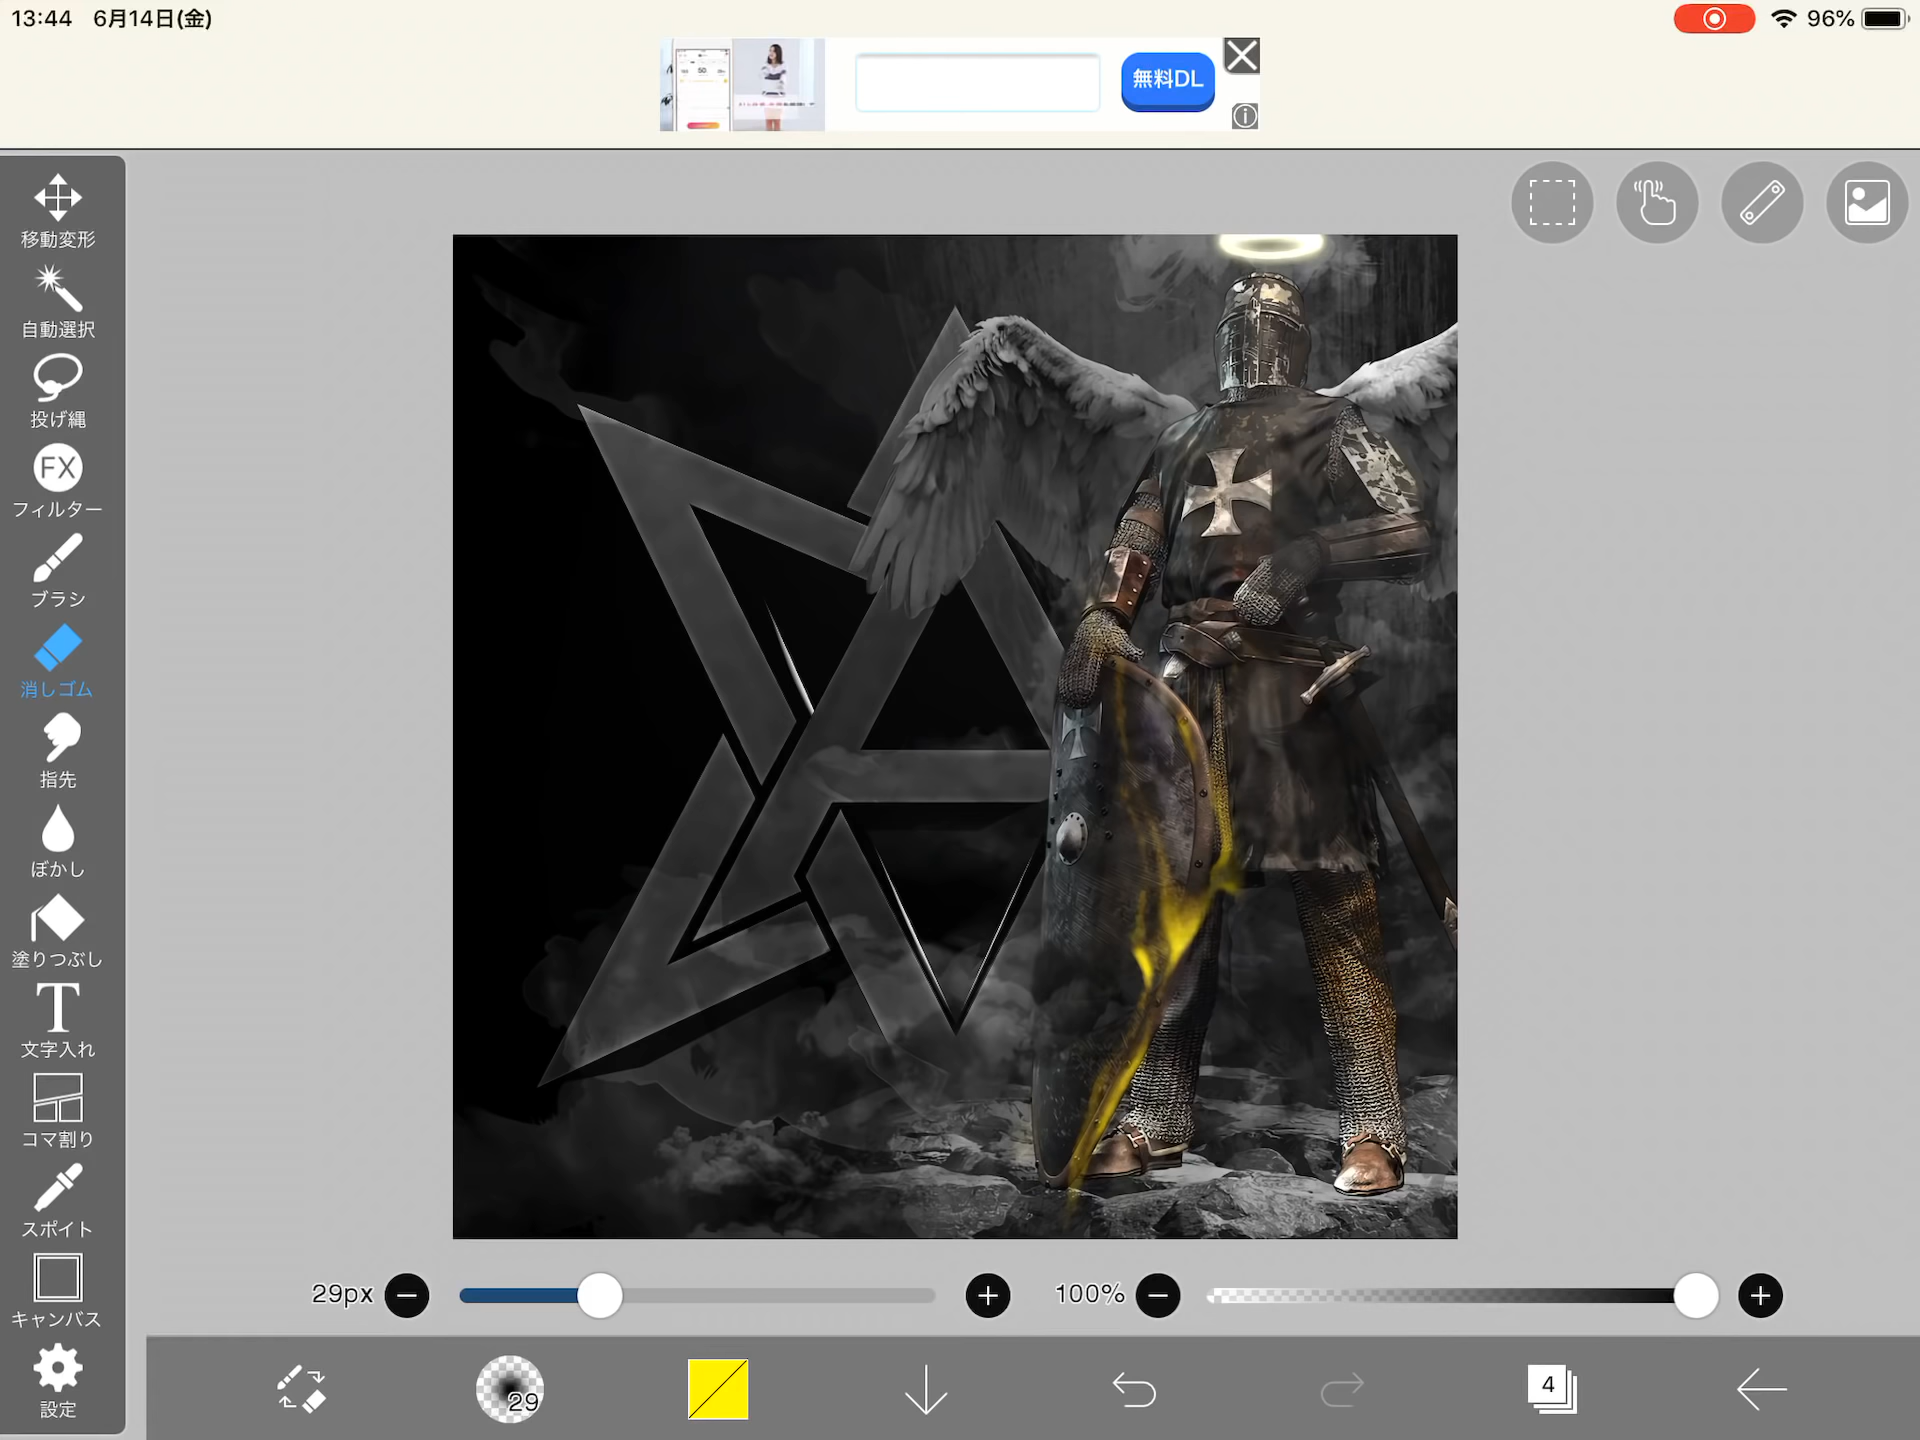 13:44 6月14日(金)
96%
無料DL
移動変形
自動選択
投げ縄
FX
フィルター
ブラシ
消しゴム
指先
ぼかし
塗りつぶし
T
文字入れ
コマ割り
スポイト
キャンバス
設定
29px
100%
29
4